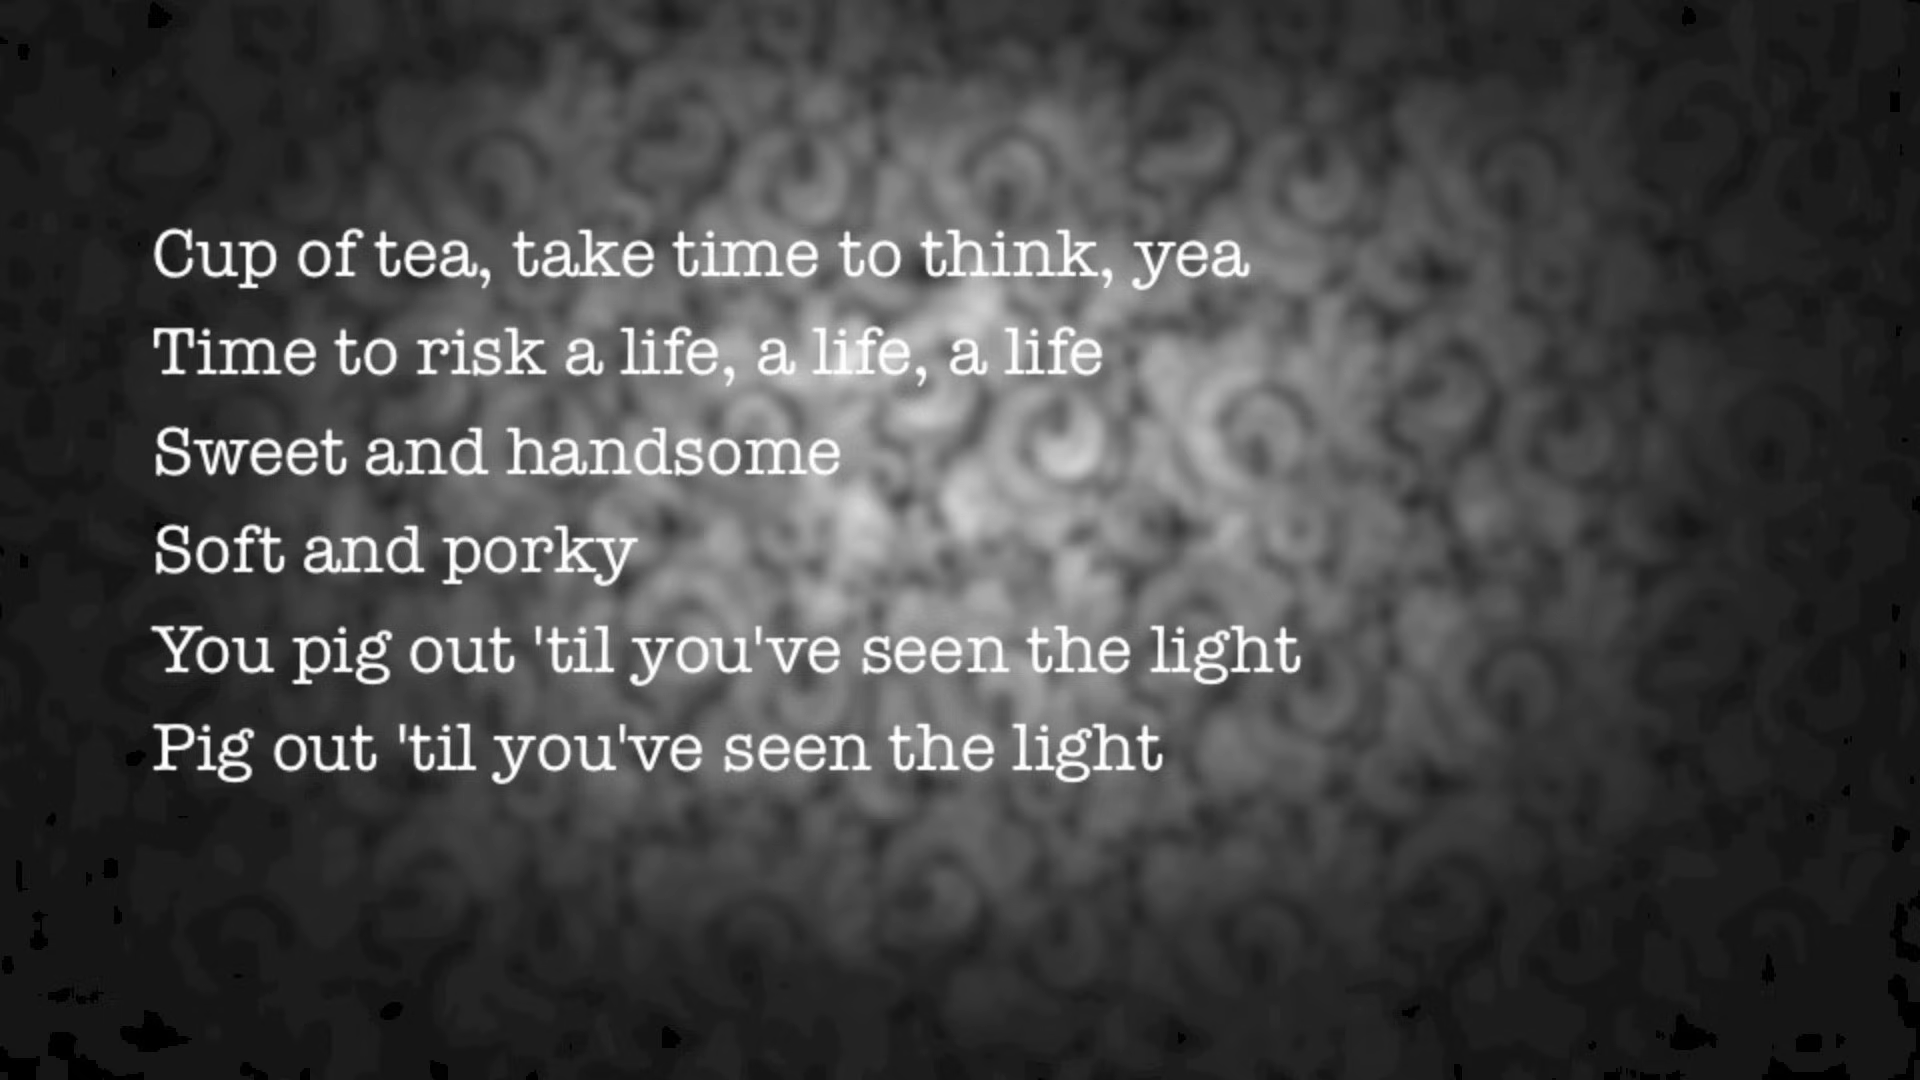 Cup of tea, take time to think, yea
Time to risk a life, a life, a life
Sweet and handsome
Soft and porky
You pig out 'til you've seen the light
Pig out 'til you've seen the light